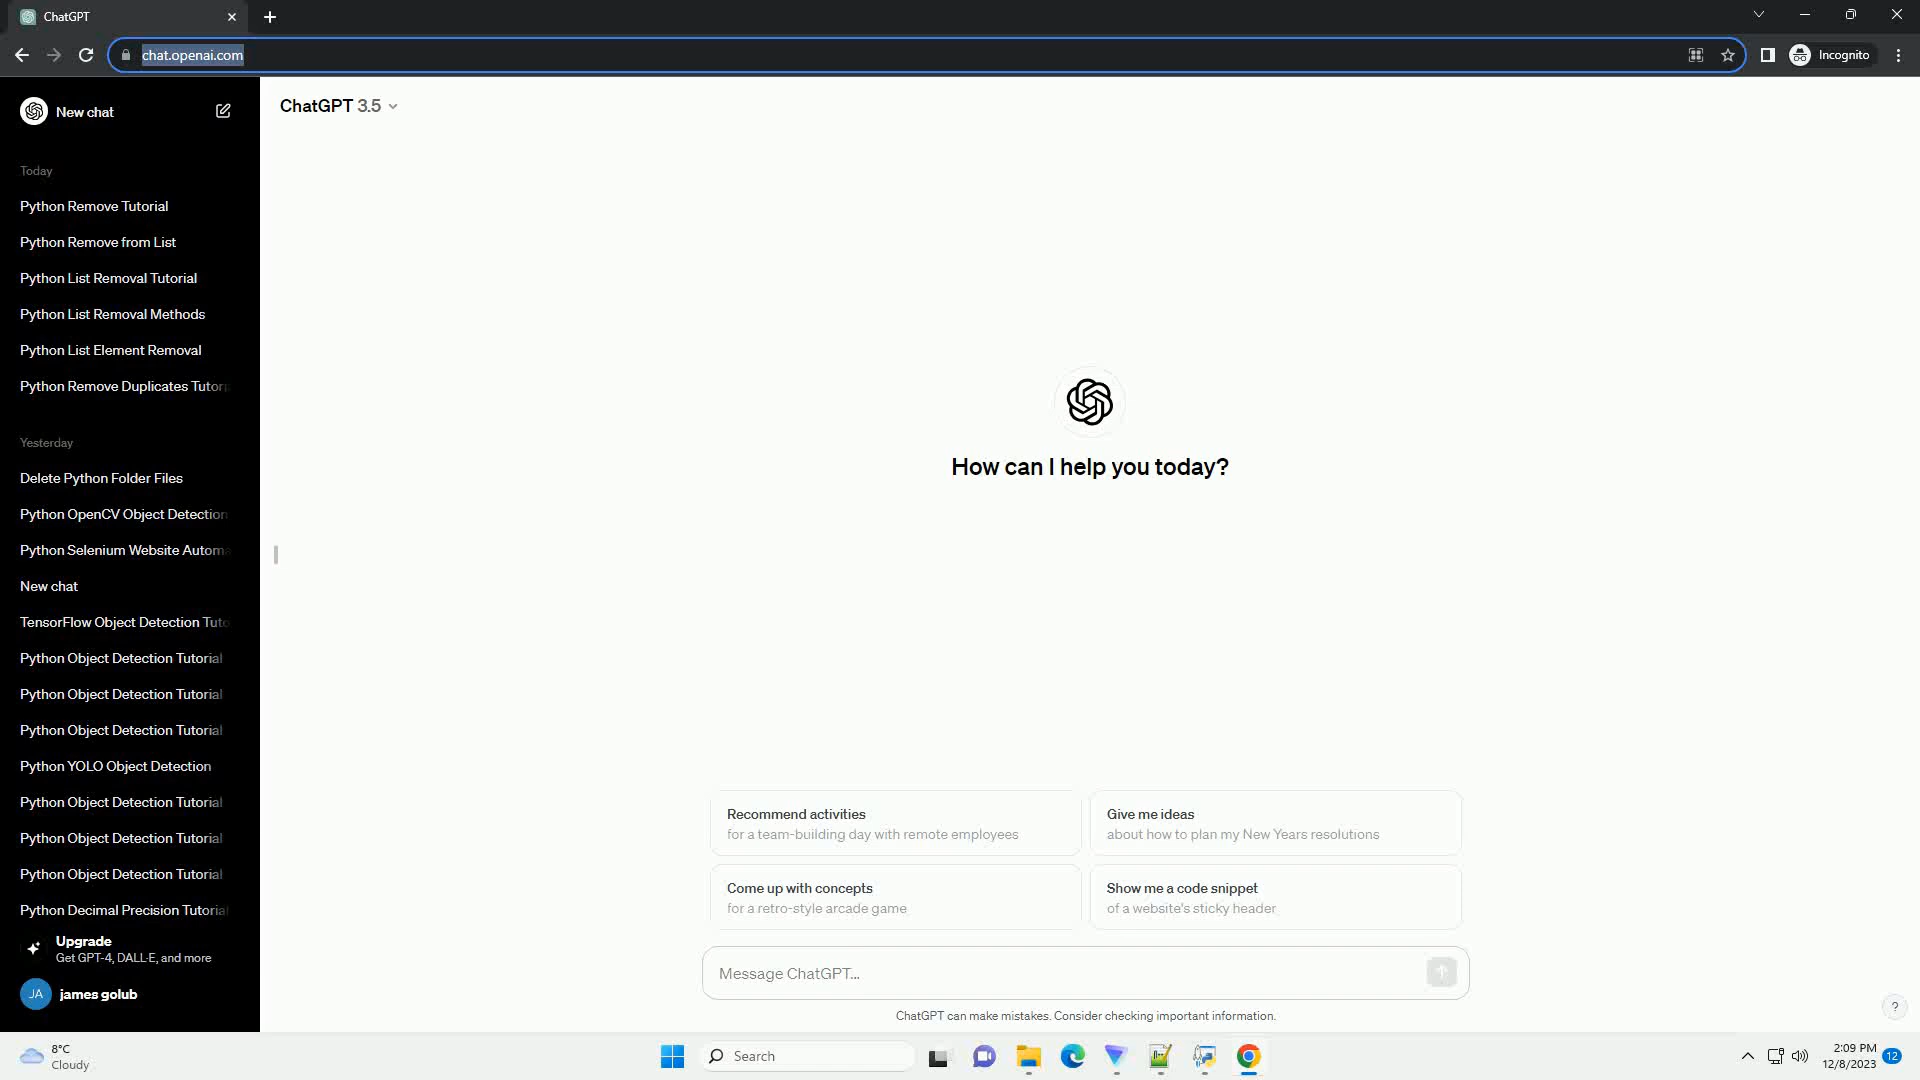 ChatGPT
chat.openai.com
Incognito
New chat
ChatGPT 3.5
Today
Python Remove Tutorial
Python Remove from List
Python List Removal Tutorial
Python List Removal Methods
Python List Element Removal
Python Remove Duplicates Tutor
Yesterday
Delete Python Folder Files
Python OpenCV Object Detection
Python Selenium Website Automa
New chat
TensorFlow Object Detection Tuto
Python Object Detection Tutorial
Python Object Detection Tutorial
Python Object Detection Tutorial
Python YOLO Object Detection
Python Object Detection Tutorial
Python Object Detection Tutorial
Python Object Detection Tutorial
Python Decimal Precision Tutorial
Upgrade
Get GPT-4, DALL·E, and more
JA james golub
How can I help you today?
Recommend activities
for a team-building day with remote employees
Give me ideas
about how to plan my New Years resolutions
Come up with concepts
for a retro-style arcade game
Show me a code snippet
of a website's sticky header
Message ChatGPT...
ChatGPT can make mistakes. Consider checking important information.
?
8°C
Cloudy
Search
2:09 PM
12/8/2023
12